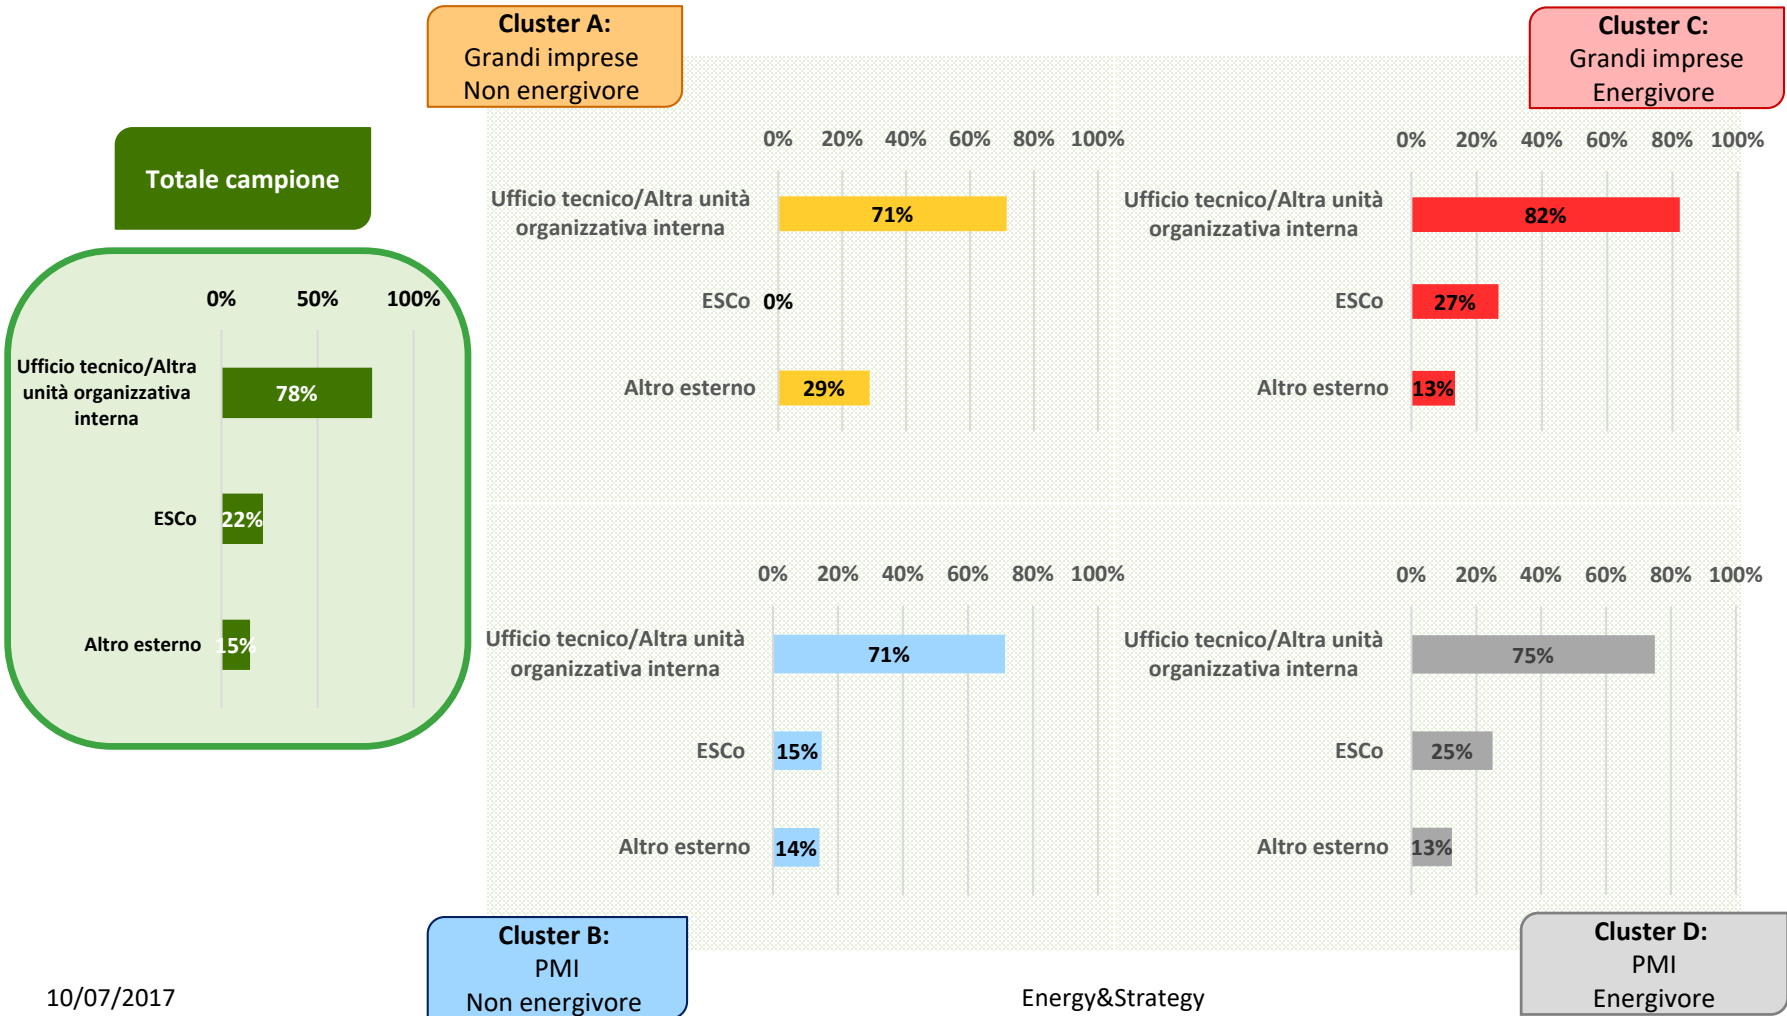 Cluster A:
Grandi imprese
Non energivore
Cluster C:
Grandi imprese
Energivore
Totale campione
0% 50% 100%
Ufficio tecnico/Altra
unità organizzativa
interna
78%
ESCo
22%
Altro esterno
15%
0% 20% 40% 60% 80% 100%
Ufficio tecnico/Altra unità
organizzativa interna
71%
ESCo
0%
Altro esterno
29%
0% 20% 40% 60% 80% 100%
Ufficio tecnico/Altra unità
organizzativa interna
82%
ESCo
27%
Altro esterno
13%
0% 20% 40% 60% 80% 100%
Ufficio tecnico/Altra unità
organizzativa interna
71%
ESCo
15%
Altro esterno
14%
0% 20% 40% 60% 80% 100%
Ufficio tecnico/Altra unità
organizzativa interna
75%
ESCo
25%
Altro esterno
13%
Cluster B:
PMI
Non energivore
Cluster D:
PMI
Energivore
10/07/2017
Energy&Strategy